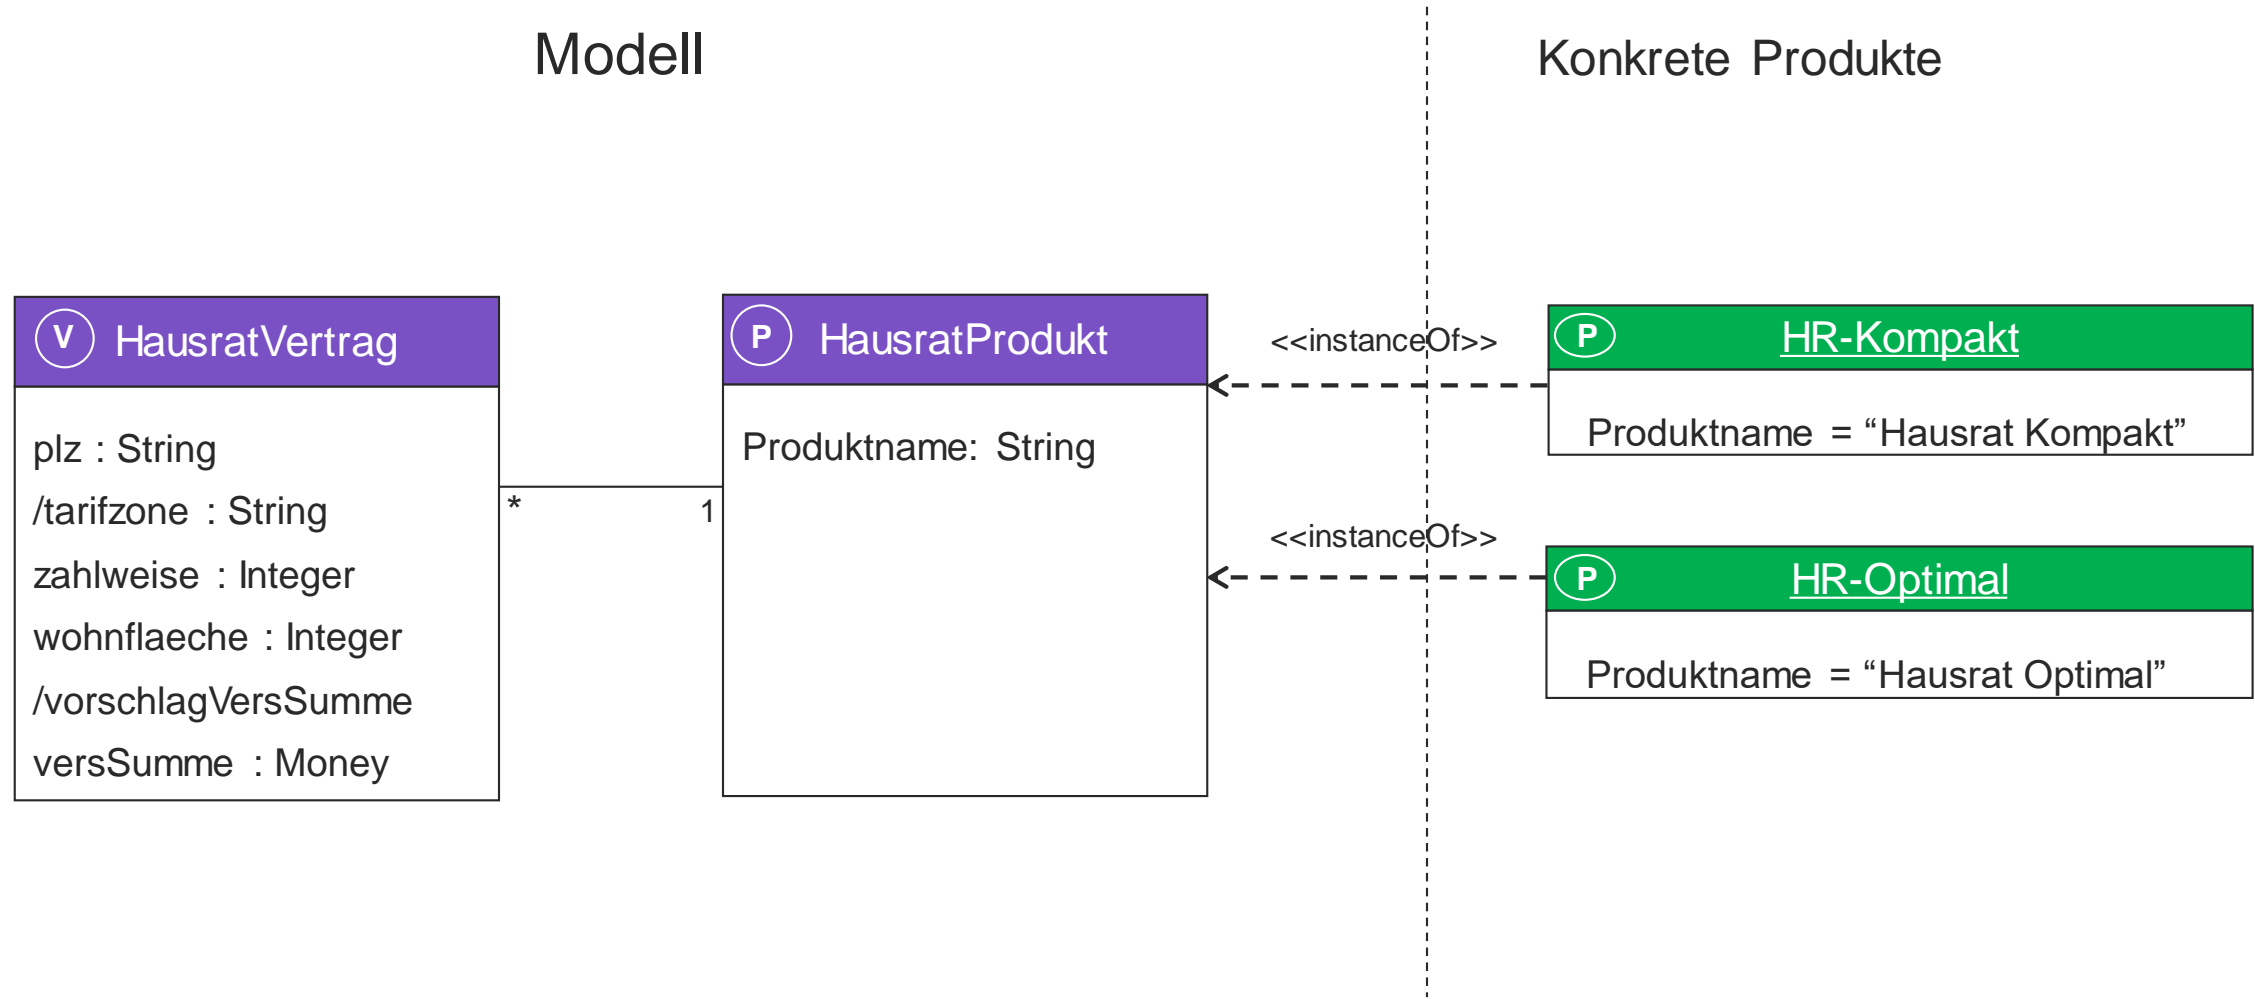 Modell
Konkrete Produkte
V HausratVertrag
plz : String
/tarifzone : String
zahlweise : Integer
wohnflaeche : Integer
/vorschlagVersSumme
versSumme : Money
* 1
P HausratProdukt
Produktname: String
<<instanceOf>>
<<instanceOf>>
P HR-Kompakt
Produktname = “Hausrat Kompakt”
P HR-Optimal
Produktname = “Hausrat Optimal”